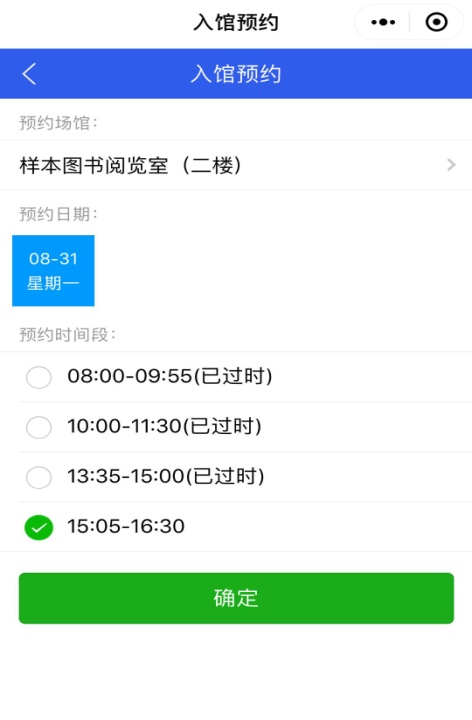 入馆预约
入馆预约
预约场馆：
样本图书阅览室（二楼）
预约日期：
08-31
星期一
预约时间段：
08:00-09:55(已过时)
10:00-11:30(已过时)
13:35-15:00(已过时)
15:05-16:30
确定